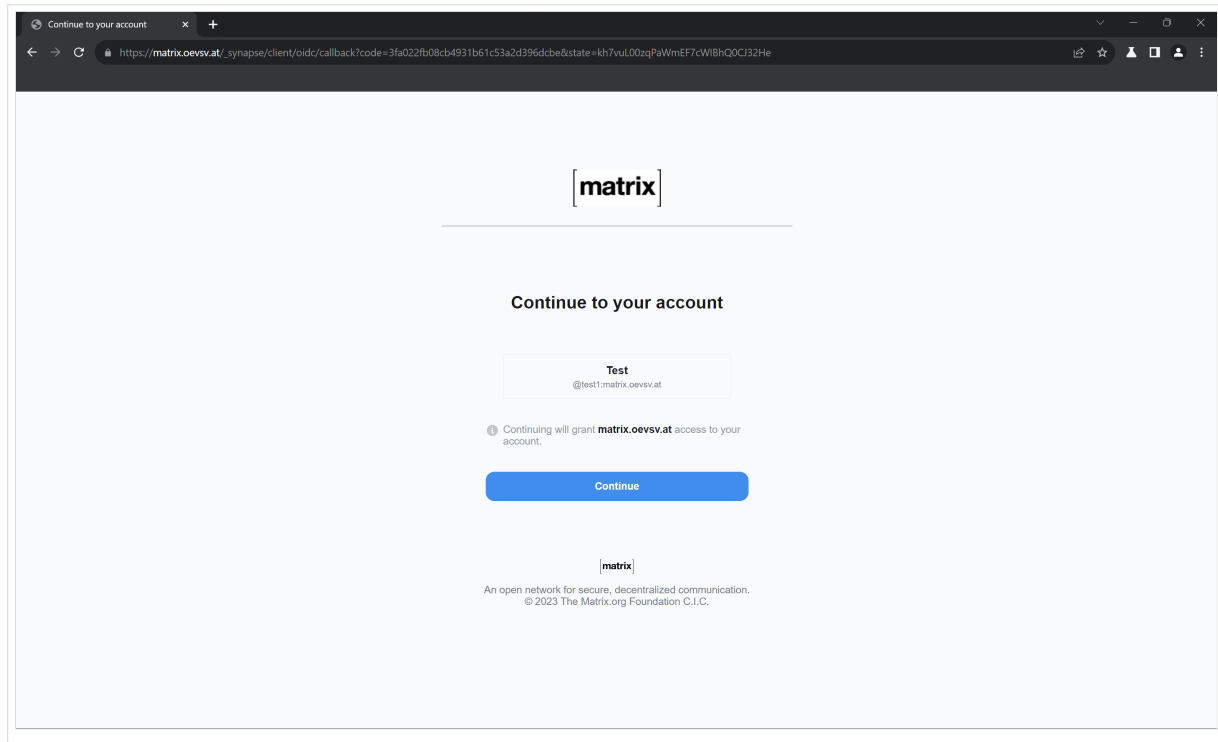 Continue to your account
https://matrix.oevsv.at/_synapse/client/oidc/callback?code=3fa022fb08cb4931b61c53a2d396dcbe&state=kh7vuL00zqPaWmEF7cWIBhQ0CJ32He
[matrix]
Continue to your account
Test
@test1:matrix.oevsv.at
Continuing will grant matrix.oevsv.at access to your
account.
Continue
[matrix]
An open network for secure, decentralized communication.
© 2023 The Matrix.org Foundation C.I.C.